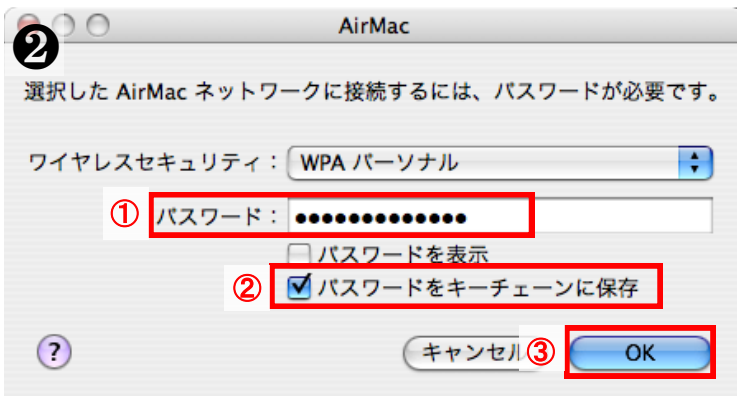 ❷
AirMac
選択した AirMac ネットワークに接続するには、パスワードが必要です。
ワイヤレスセキュリティ: WPA パーソナル
① パスワード: •••••••••••••
パスワードを表示
② パスワードをキーチェーンに保存
? キャンセル ③ OK